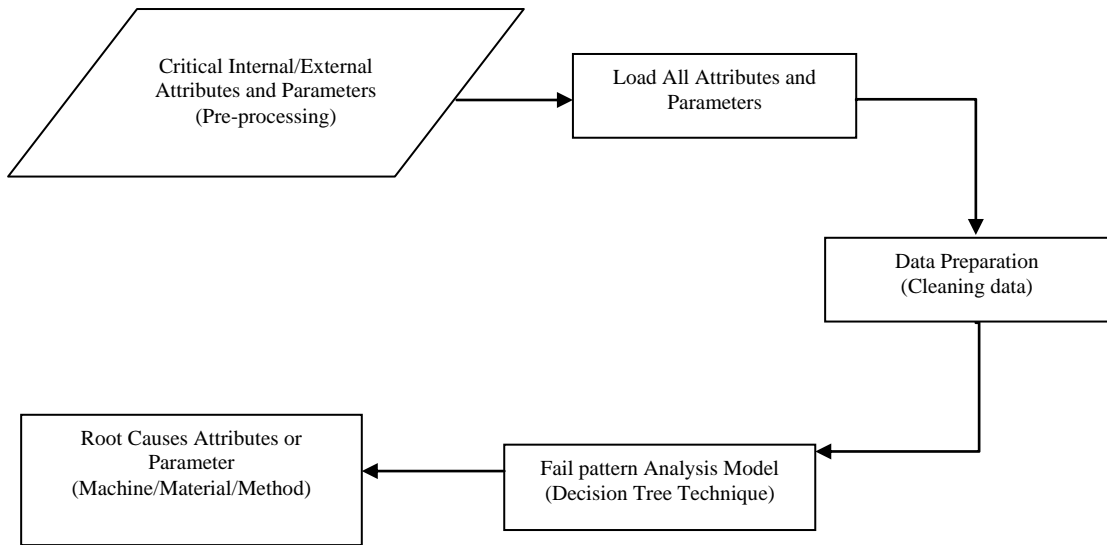 Critical Internal/External
Attributes and Parameters
(Pre-processing)
Load All Attributes and
Parameters
Data Preparation
(Cleaning data)
Fail pattern Analysis Model
(Decision Tree Technique)
Root Causes Attributes or
Parameter
(Machine/Material/Method)